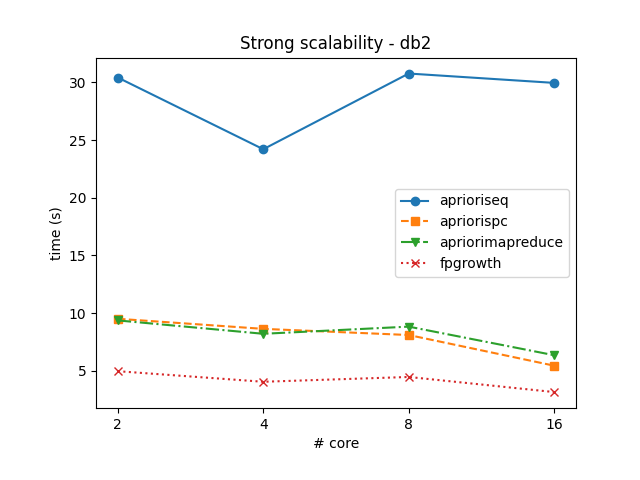 Strong scalability - db2
30
25
20
15
10
5
time (s)
aprioriseq
apriorispc
apriorimapreduce
fpgrowth
2 4 8 16
# core